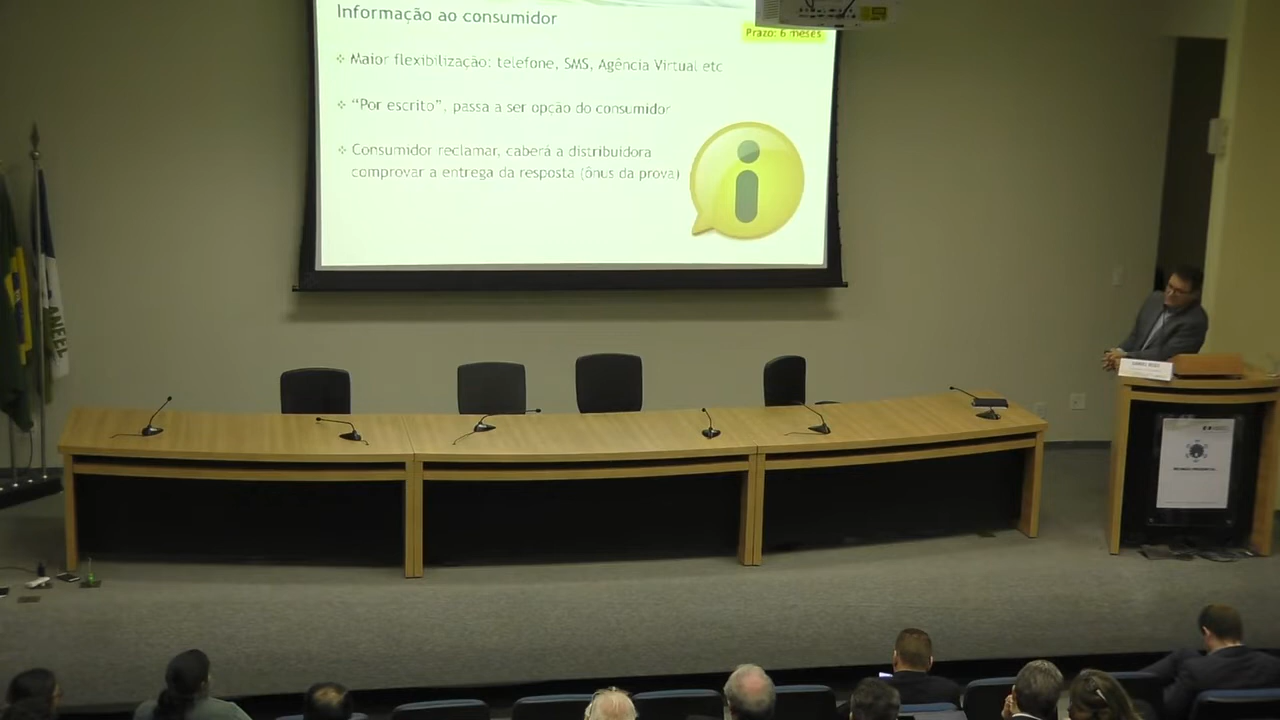 Informação ao consumidor
Prazo: 6 meses
❖ Maior flexibilização: telefone, SMS, Agência Virtual etc
❖ “Por escrito”, passa a ser opção do consumidor
❖ Consumidor reclamar, caberá a distribuidora
comprovar a entrega da resposta (ônus da prova)
i
ANEEL